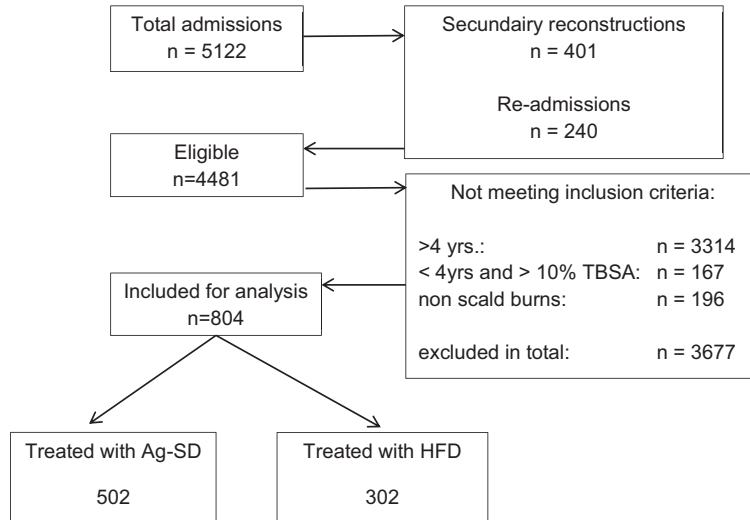 Total admissions
n = 5122
Secundairy reconstructions
n = 401
Re-admissions
n = 240
Eligible
n=4481
Not meeting inclusion criteria:
>4 yrs.: n = 3314
< 4yrs and > 10% TBSA: n = 167
non scald burns: n = 196
excluded in total: n = 3677
Included for analysis
n=804
Treated with Ag-SD
502
Treated with HFD
302